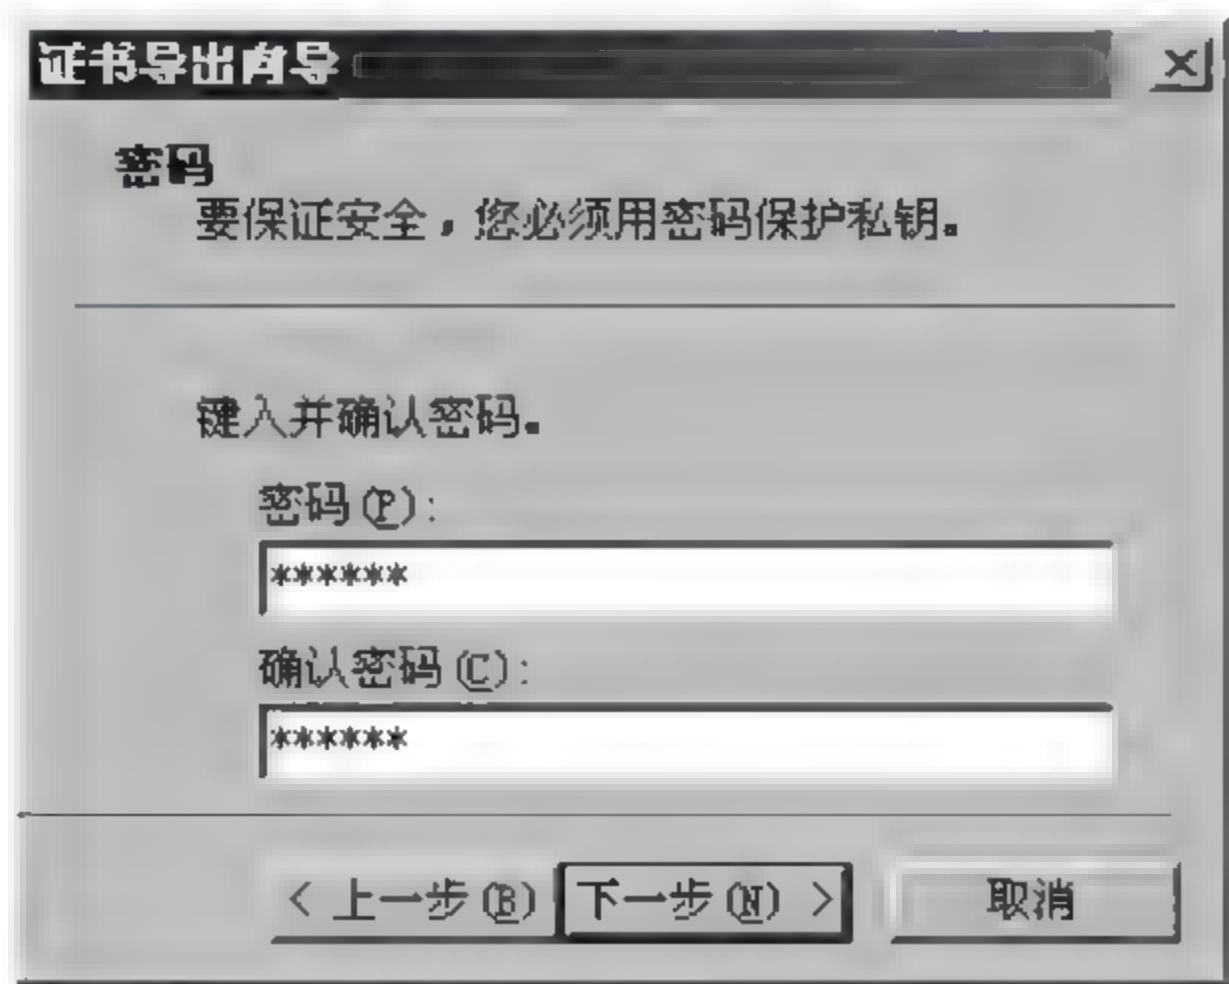 证书导出向导
密码
要保证安全，您必须用密码保护私钥。
键入并确认密码。
密码(P):
******
确认密码(C):
******
< 上一步(B) 下一步(N) > 取消